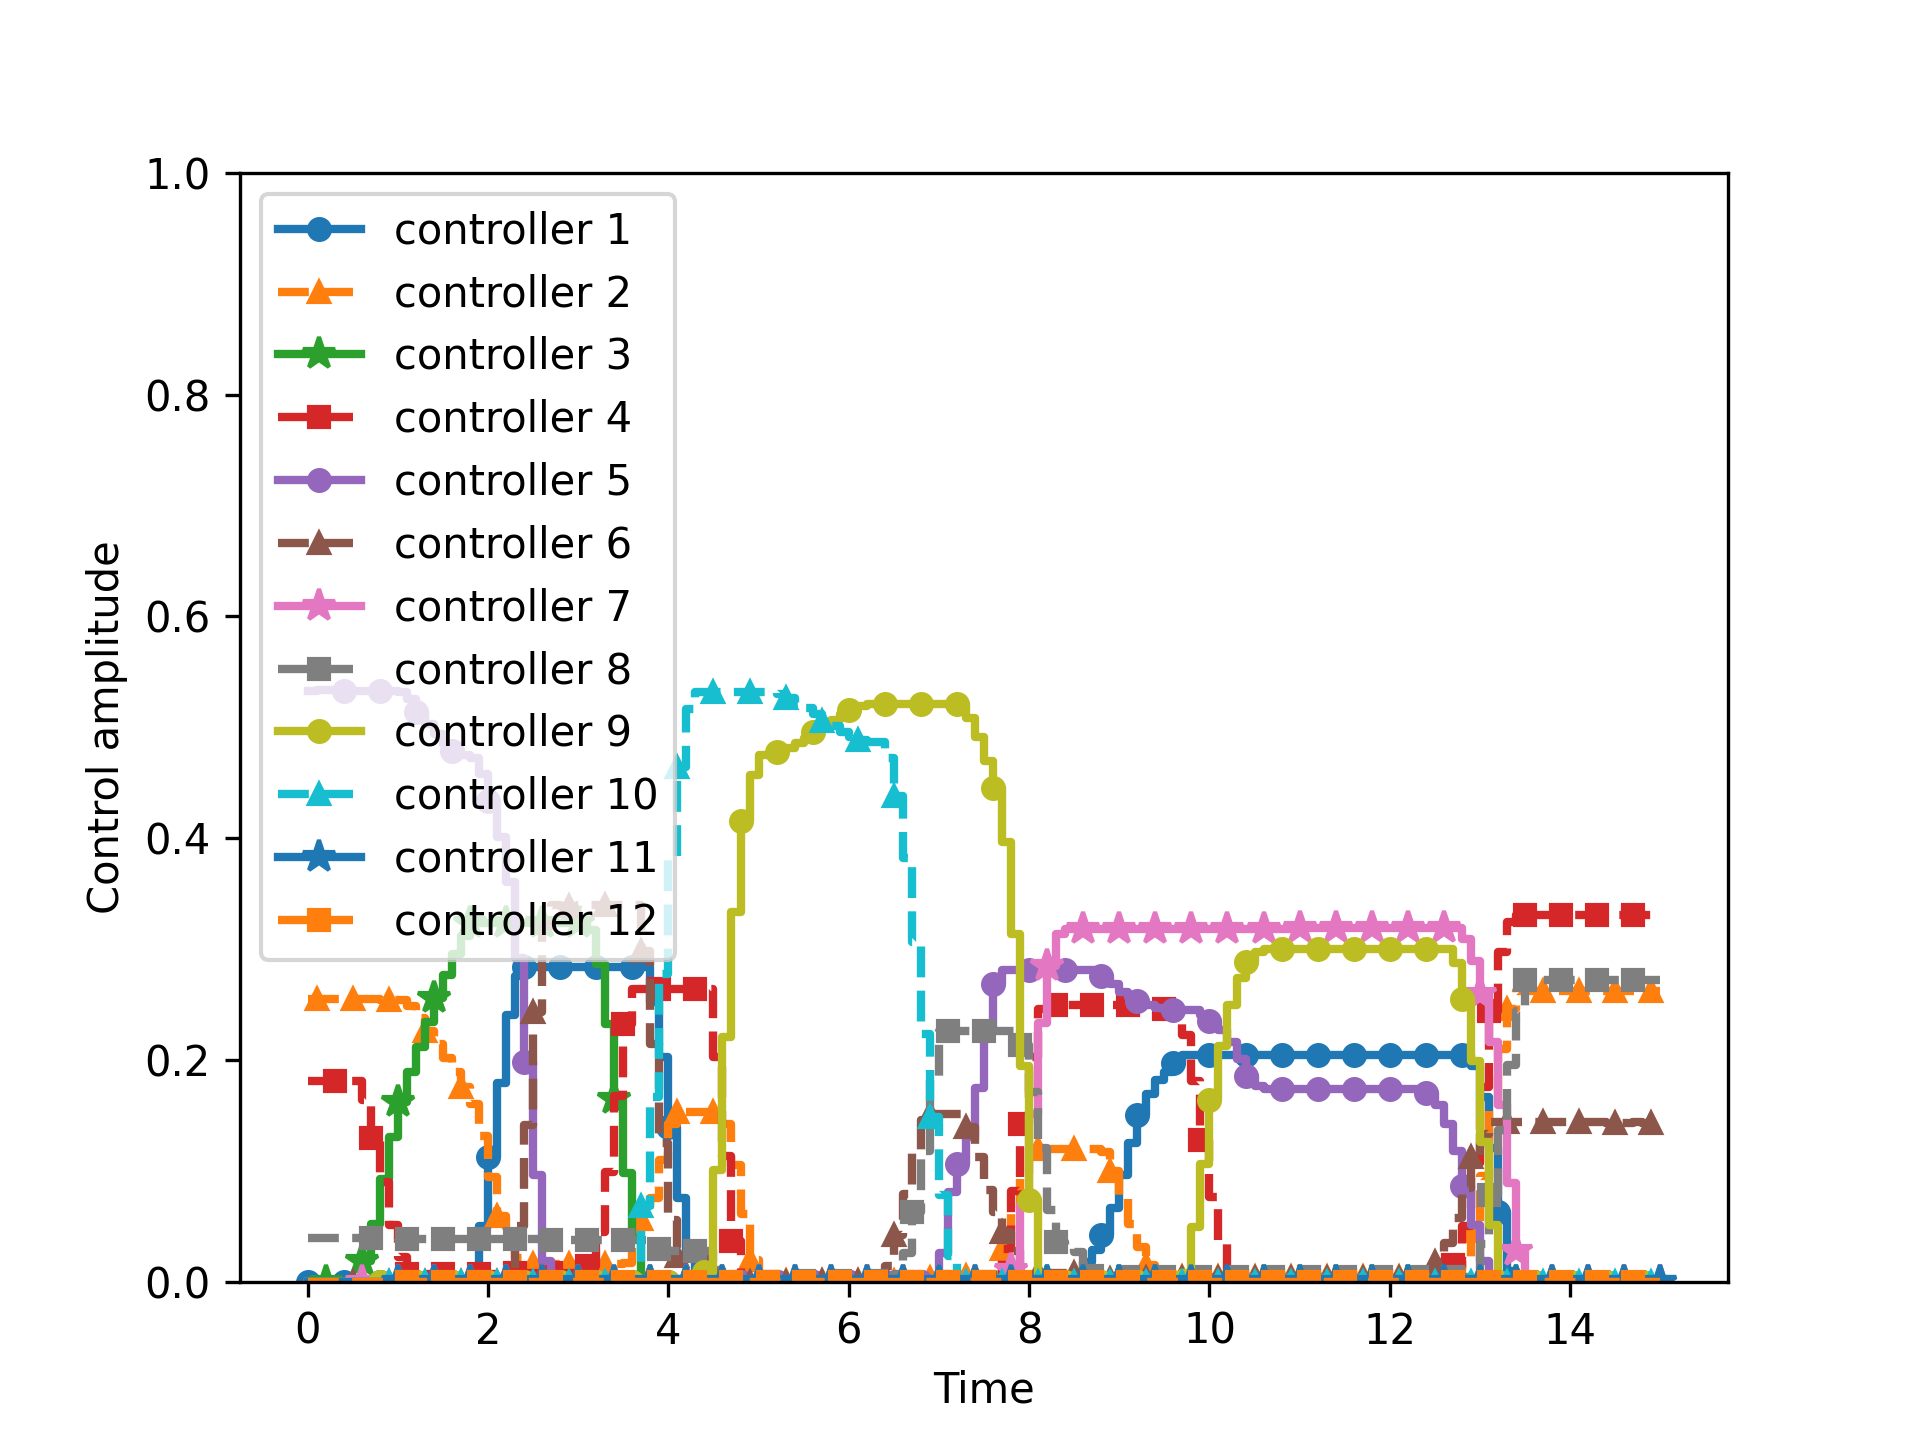 1.0
0.8
0.6
0.4
0.2
0.0
Control amplitude
controller 1
controller 2
controller 3
controller 4
controller 5
controller 6
controller 7
controller 8
controller 9
controller 10
controller 11
controller 12
0 2 4 6 8 10 12 14
Time